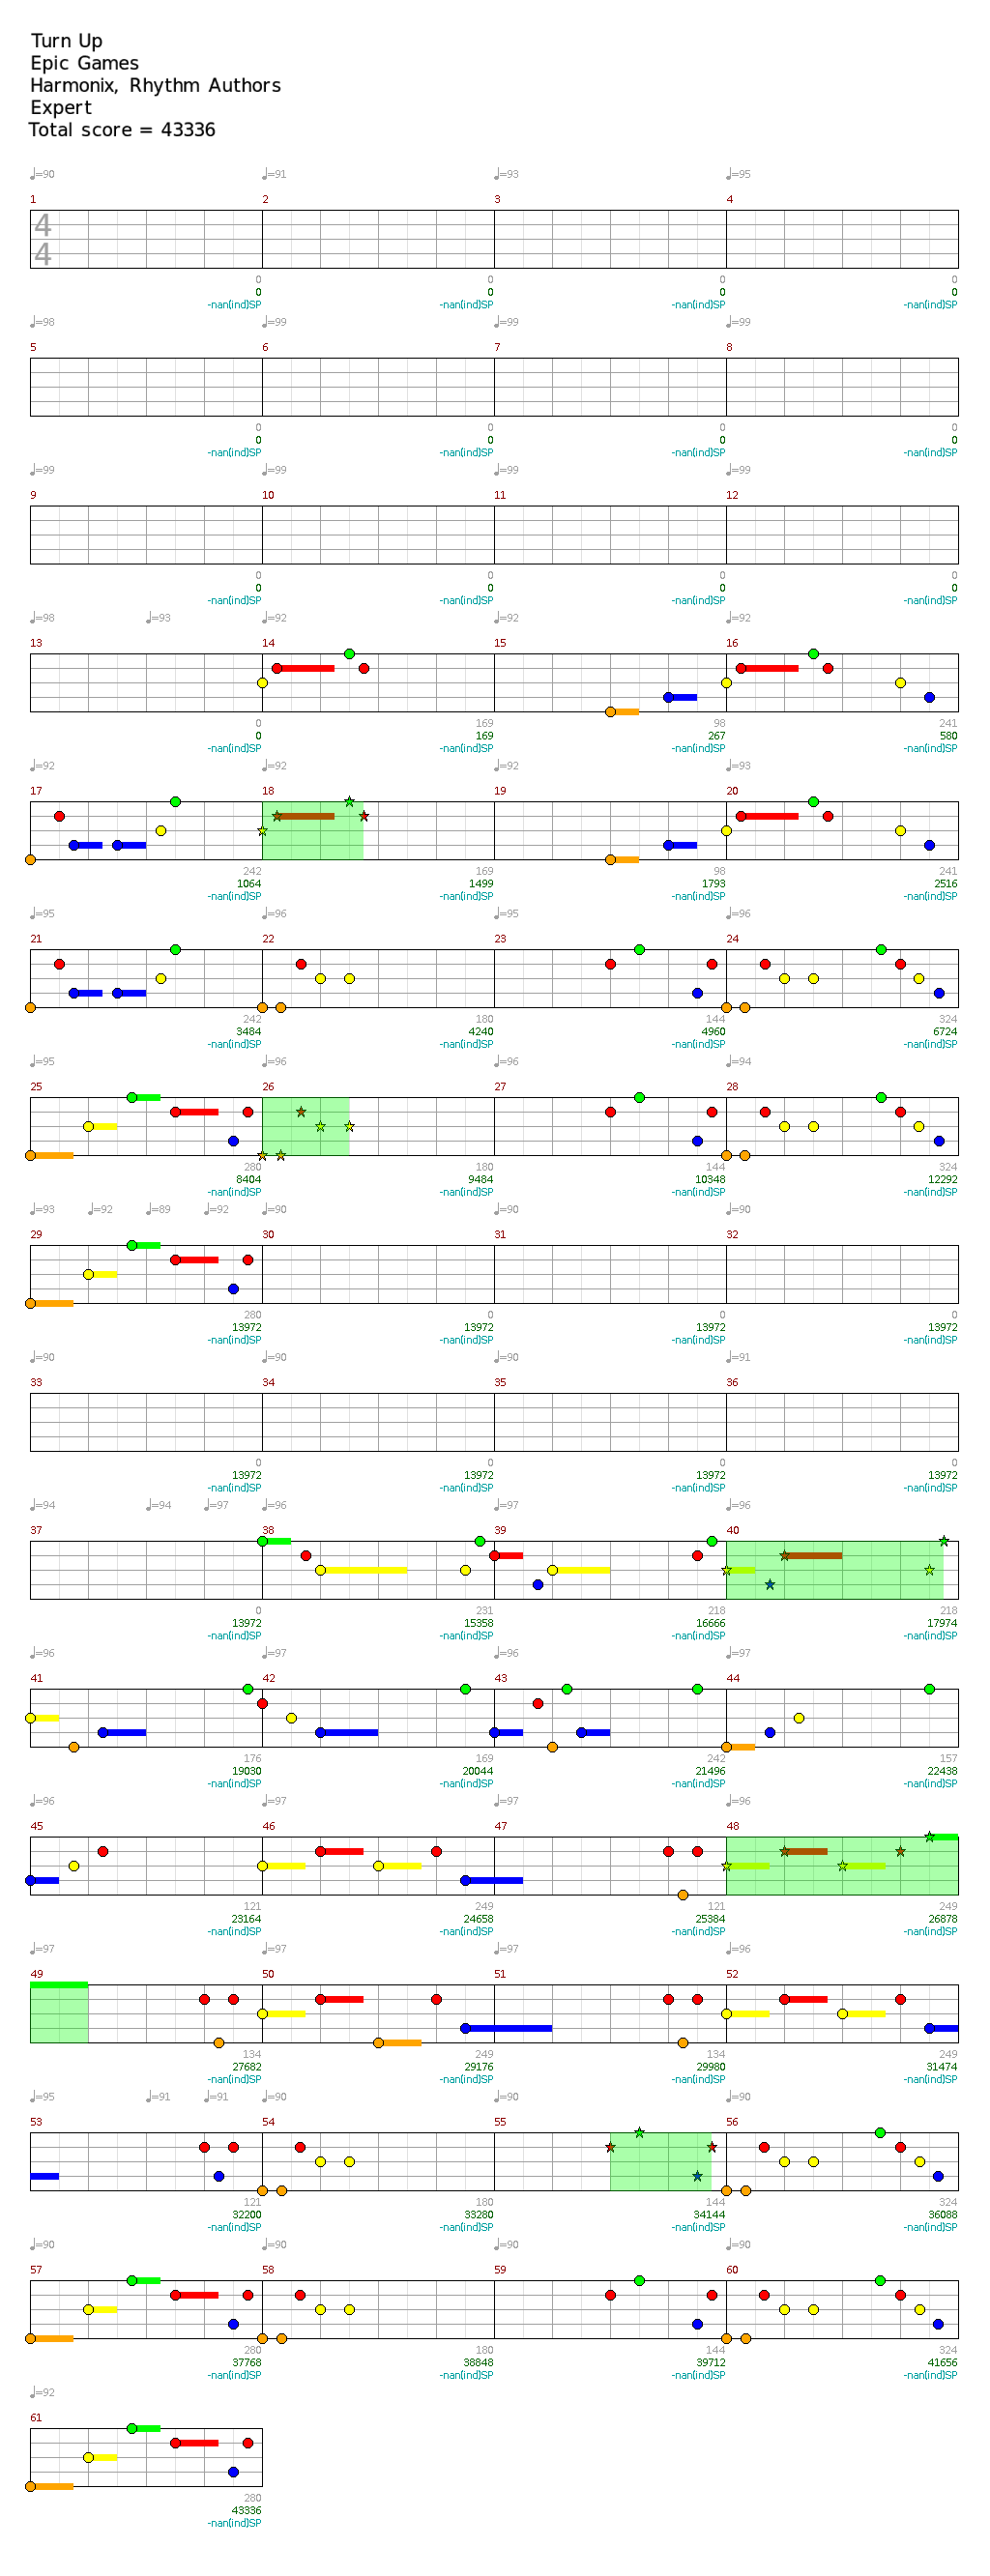 Turn Up
Epic Games
Harmonix, Rhythm Authors
Expert
Total score = 43336
♩=90 ♩=91 ♩=93 ♩=95
1 2 3 4
4
4
0 0 0 0
0 0 0 0
-nan(ind)SP -nan(ind)SP -nan(ind)SP -nan(ind)SP
♩=98 ♩=99 ♩=99 ♩=99
5 6 7 8
0 0 0 0
0 0 0 0
-nan(ind)SP -nan(ind)SP -nan(ind)SP -nan(ind)SP
♩=99 ♩=99 ♩=99 ♩=99
9 10 11 12
0 0 0 0
0 0 0 0
-nan(ind)SP -nan(ind)SP -nan(ind)SP -nan(ind)SP
♩=98 ♩=93 ♩=92 ♩=92 ♩=92
13 14 15 16
0 169 98 241
0 169 267 580
-nan(ind)SP -nan(ind)SP -nan(ind)SP -nan(ind)SP
♩=92 ♩=92 ♩=92 ♩=93
17 18 19 20
242 169 98 241
1064 1499 1793 2516
-nan(ind)SP -nan(ind)SP -nan(ind)SP -nan(ind)SP
♩=95 ♩=96 ♩=95 ♩=96
21 22 23 24
242 180 144 324
3484 4240 4960 6724
-nan(ind)SP -nan(ind)SP -nan(ind)SP -nan(ind)SP
♩=95 ♩=96 ♩=96 ♩=94
25 26 27 28
280 180 144 324
8404 9484 10348 12292
-nan(ind)SP -nan(ind)SP -nan(ind)SP -nan(ind)SP
♩=93 ♩=92 ♩=89 ♩=92 ♩=90 ♩=90 ♩=90
29 30 31 32
280 0 0 0
13972 13972 13972 13972
-nan(ind)SP -nan(ind)SP -nan(ind)SP -nan(ind)SP
♩=90 ♩=90 ♩=90 ♩=91
33 34 35 36
0 0 0 0
13972 13972 13972 13972
-nan(ind)SP -nan(ind)SP -nan(ind)SP -nan(ind)SP
♩=94 ♩=94 ♩=97 ♩=96 ♩=97 ♩=96
37 38 39 40
0 231 218 218
13972 15358 16666 17974
-nan(ind)SP -nan(ind)SP -nan(ind)SP -nan(ind)SP
♩=96 ♩=97 ♩=96 ♩=97
41 42 43 44
176 169 242 157
19030 20044 21496 22438
-nan(ind)SP -nan(ind)SP -nan(ind)SP -nan(ind)SP
♩=96 ♩=97 ♩=97 ♩=96
45 46 47 48
121 249 121 249
23164 24658 25384 26878
-nan(ind)SP -nan(ind)SP -nan(ind)SP -nan(ind)SP
♩=97 ♩=97 ♩=97 ♩=96
49 50 51 52
134 249 134 249
27682 29176 29980 31474
-nan(ind)SP -nan(ind)SP -nan(ind)SP -nan(ind)SP
♩=95 ♩=91 ♩=91 ♩=90 ♩=90 ♩=90
53 54 55 56
121 180 144 324
32200 33280 34144 36088
-nan(ind)SP -nan(ind)SP -nan(ind)SP -nan(ind)SP
♩=90 ♩=90 ♩=90 ♩=90
57 58 59 60
280 180 144 324
37768 38848 39712 41656
-nan(ind)SP -nan(ind)SP -nan(ind)SP -nan(ind)SP
♩=92
61
280
43336
-nan(ind)SP